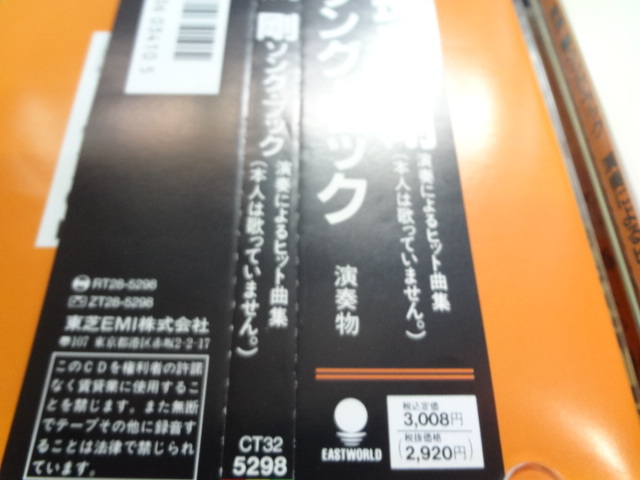 剛
ソングブック
演奏によるヒット曲集
(本人は歌っていません。)
RT28-5298
ZT28-5298
東芝EMI株式会社
〒107 東京都港区赤坂2-2-17
このCDを権利者の許諾
なく賃貸業に使用するこ
とを禁じます。また無断
でテープその他に録音す
ることは法律で禁じられ
ています。
CT32
5298
ング
ック
演奏によるヒット曲集
(本人は歌っていません。)
演奏物
EASTWORLD
税込定価
3,008円
税抜価格
(2,920円)